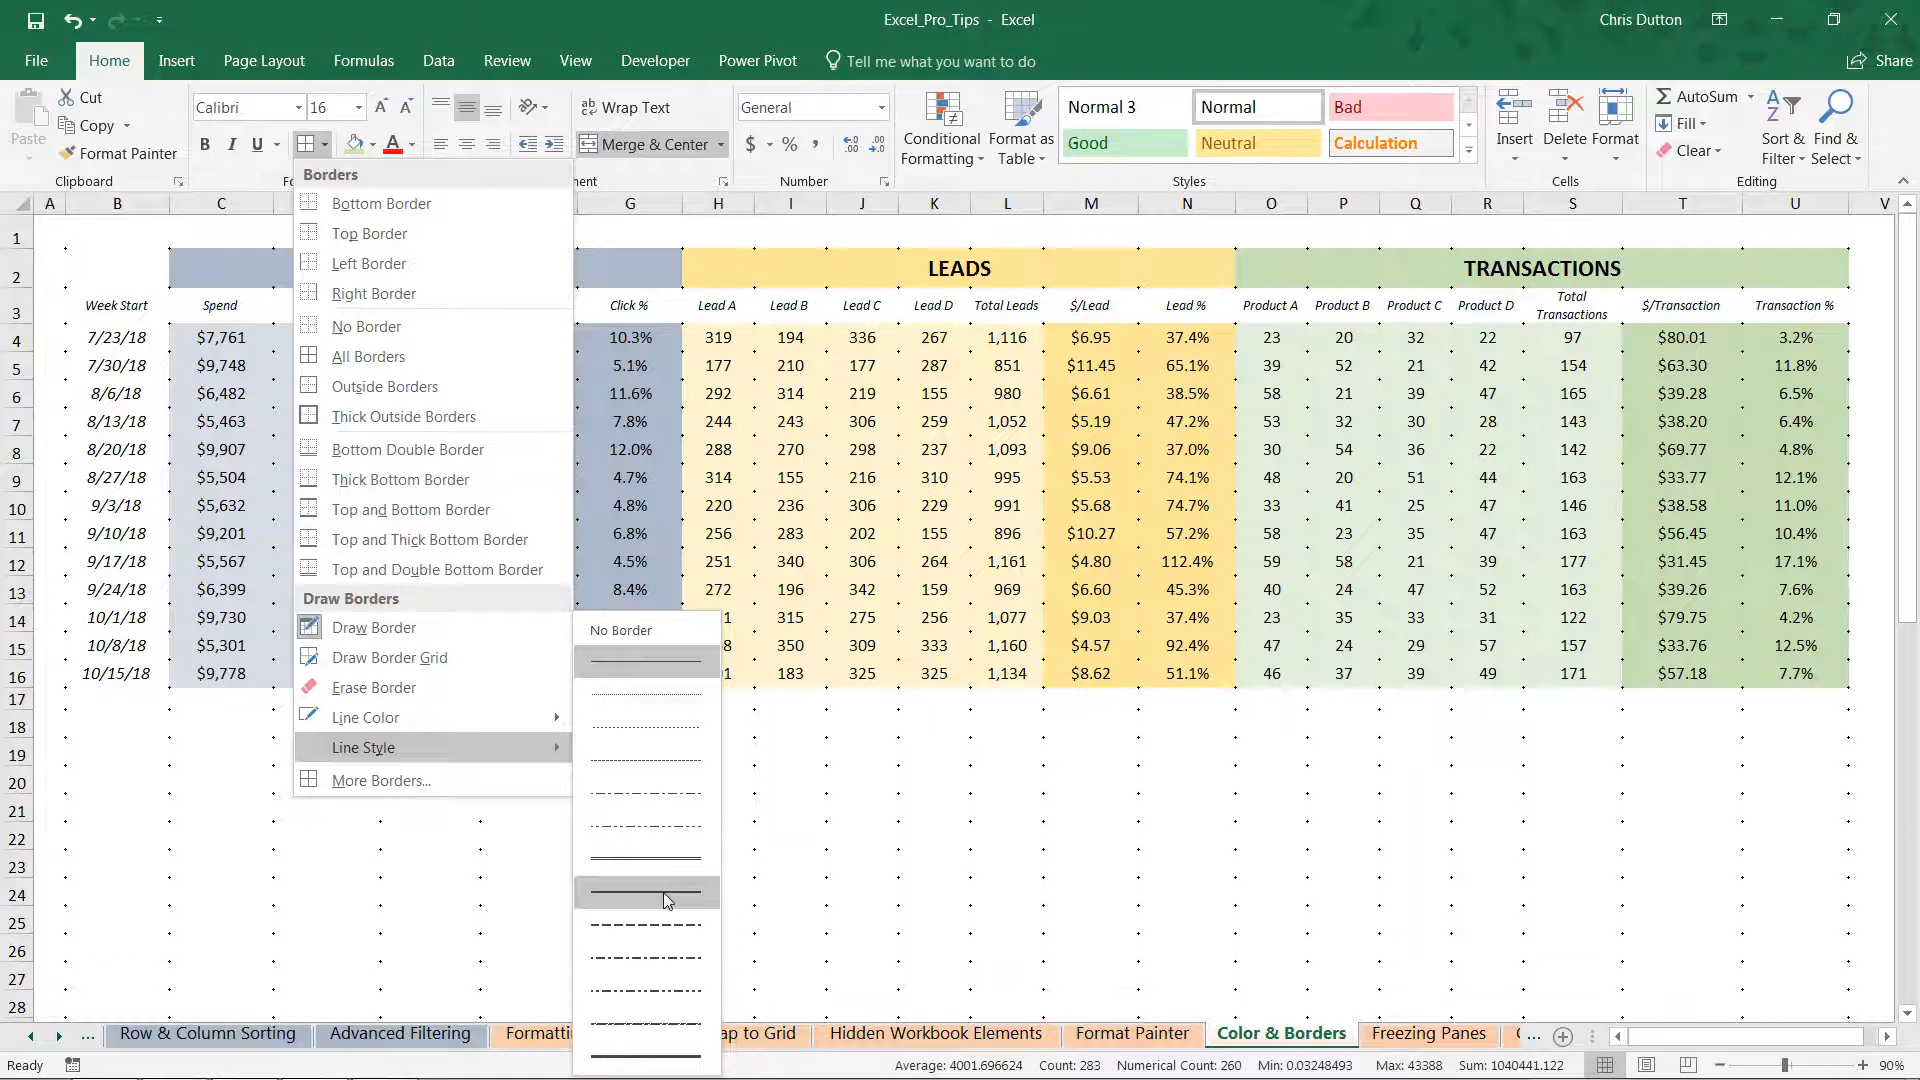 Excel_Pro_Tips - Excel
Chris Dutton
File Home Insert Page Layout Formulas Data Review View Developer Power Pivot Tell me what you want to do Share
Paste
Cut
Copy
Format Painter
Clipboard
Calibri 16
B I U
Wrap Text
Merge & Center
ment
General
$ % ,
Number
Conditional Formatting
Format as Table
Normal 3 Normal Bad
Good Neutral Calculation
Styles
Insert Delete Format
Cells
AutoSum
Fill
Clear
Sort & Filter
Find & Select
Editing
Borders
Bottom Border
Top Border
Left Border
Right Border
No Border
All Borders
Outside Borders
Thick Outside Borders
Bottom Double Border
Thick Bottom Border
Top and Bottom Border
Top and Thick Bottom Border
Top and Double Bottom Border
Draw Borders
Draw Border
Draw Border Grid
Erase Border
Line Color
Line Style
More Borders...
No Border
A B C G H I J K L M N O P Q R S T U V
1
2 LEADS TRANSACTIONS
3 Week Start Spend Click % Lead A Lead B Lead C Lead D Total Leads $/Lead Lead % Product A Product B Product C Product D Total Transactions $/Transaction Transaction %
4 7/23/18 $7,761 10.3% 319 194 336 267 1,116 $6.95 37.4% 23 20 32 22 97 $80.01 3.2%
5 7/30/18 $9,748 5.1% 177 210 177 287 851 $11.45 65.1% 39 52 21 42 154 $63.30 11.8%
6 8/6/18 $6,482 11.6% 292 314 219 155 980 $6.61 38.5% 58 21 39 47 165 $39.28 6.5%
7 8/13/18 $5,463 7.8% 244 243 306 259 1,052 $5.19 47.2% 53 32 30 28 143 $38.20 6.4%
8 8/20/18 $9,907 12.0% 288 270 298 237 1,093 $9.06 37.0% 30 54 36 22 142 $69.77 4.8%
9 8/27/18 $5,504 4.7% 314 155 216 310 995 $5.53 74.1% 48 20 51 44 163 $33.77 12.1%
10 9/3/18 $5,632 4.8% 220 236 306 229 991 $5.68 74.7% 33 41 25 47 146 $38.58 11.0%
11 9/10/18 $9,201 6.8% 256 283 202 155 896 $10.27 57.2% 58 23 35 47 163 $56.45 10.4%
12 9/17/18 $5,567 4.5% 251 340 306 264 1,161 $4.80 112.4% 59 58 21 39 177 $31.45 17.1%
13 9/24/18 $6,399 8.4% 272 196 342 159 969 $6.60 45.3% 40 24 47 52 163 $39.26 7.6%
14 10/1/18 $9,730 1 315 275 256 1,077 $9.03 37.4% 23 35 33 31 122 $79.75 4.2%
15 10/8/18 $5,301 8 350 309 333 1,160 $4.57 92.4% 47 24 29 57 157 $33.76 12.5%
16 10/15/18 $9,778 1 183 325 325 1,134 $8.62 51.1% 46 37 39 49 171 $57.18 7.7%
17
18
19
20
21
22
23
24
25
26
27
28
... Row & Column Sorting Advanced Filtering Formattin ap to Grid Hidden Workbook Elements Format Painter Color & Borders Freezing Panes ...
Ready Average: 4001.696624 Count: 283 Numerical Count: 260 Min: 0.03248493 Max: 43388 Sum: 1040441.122 90%